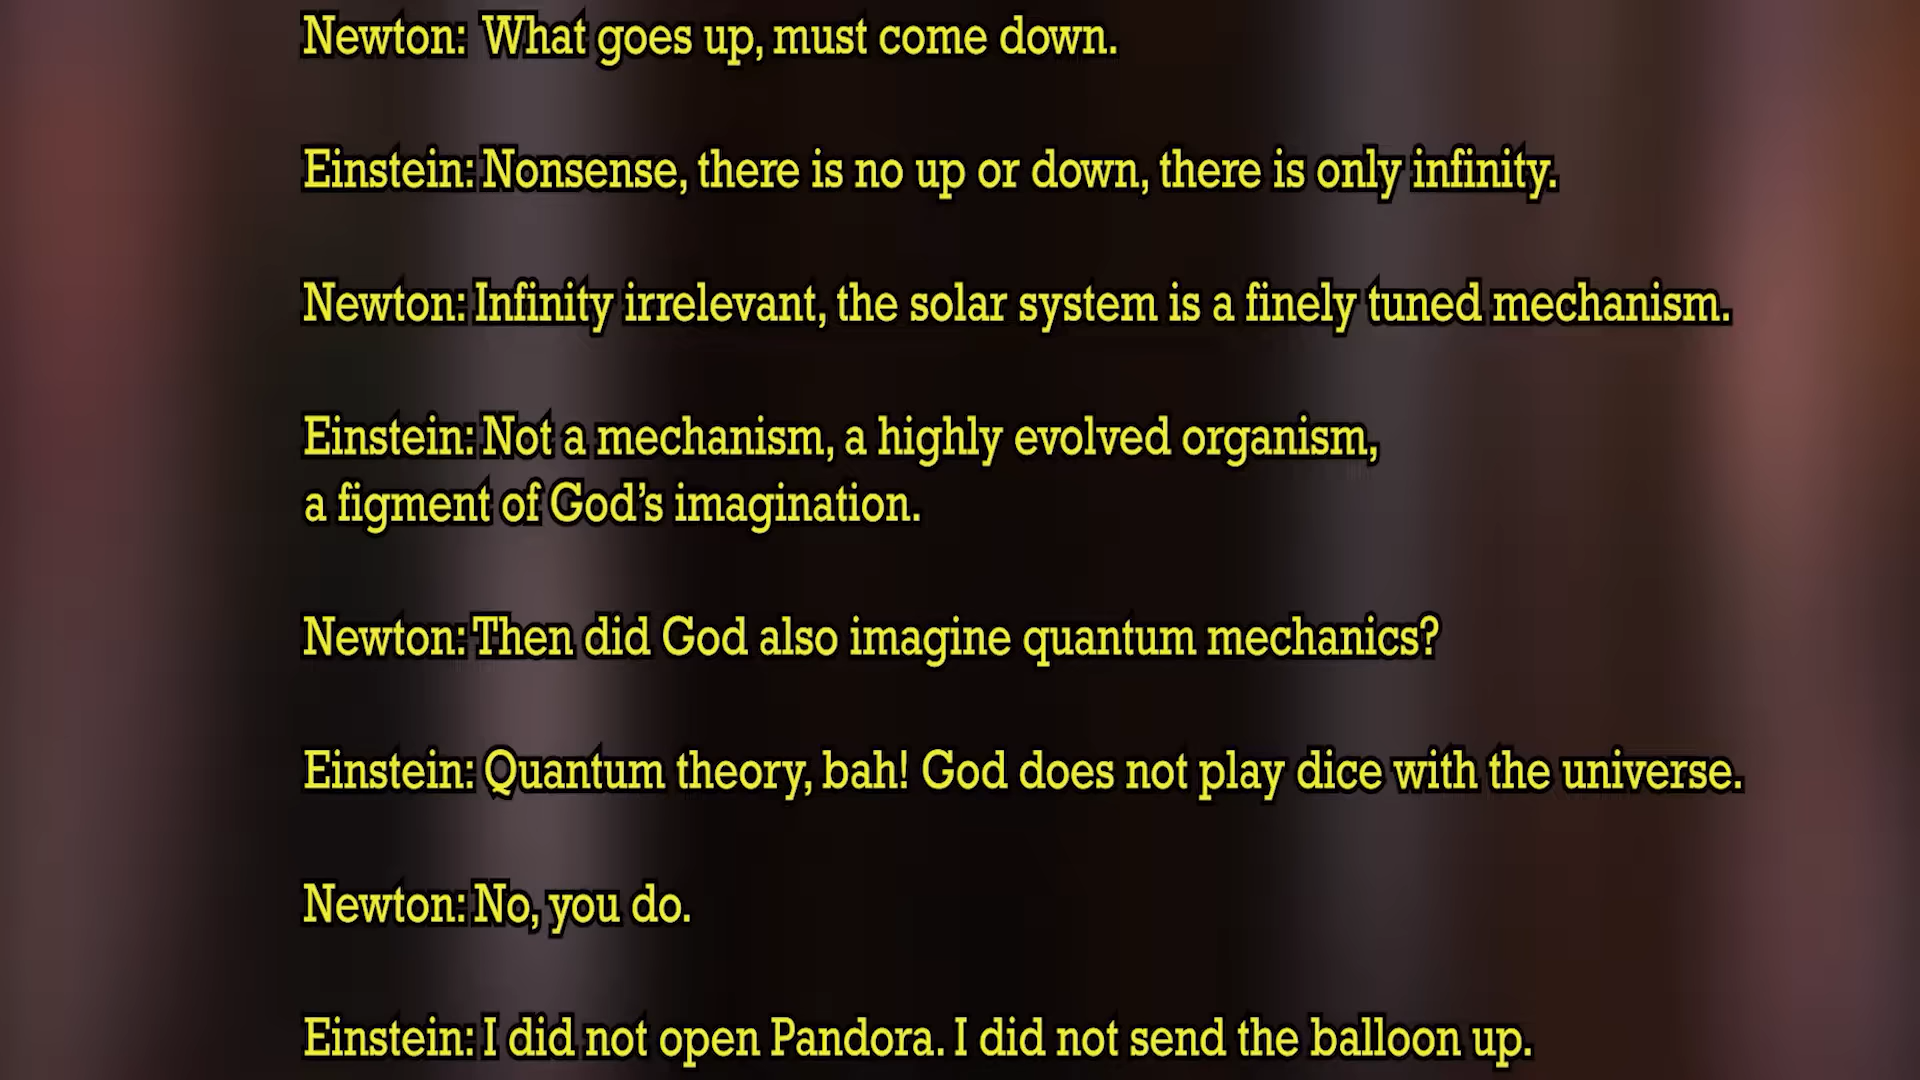 Newton: What goes up, must come down.
Einstein: Nonsense, there is no up or down, there is only infinity.
Newton: Infinity irrelevant, the solar system is a finely tuned mechanism.
Einstein: Not a mechanism, a highly evolved organism,
a figment of God's imagination.
Newton: Then did God also imagine quantum mechanics?
Einstein: Quantum theory, bah! God does not play dice with the universe.
Newton: No, you do.
Einstein: I did not open Pandora. I did not send the balloon up.